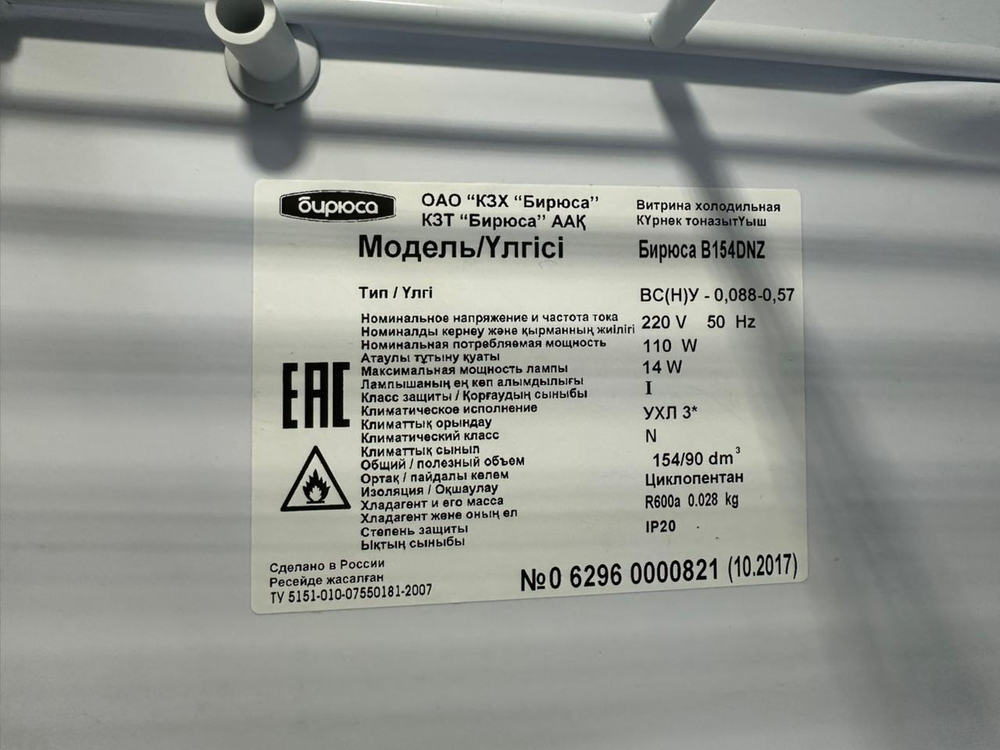 бирюса
ОАО “КЗХ “Бирюса”
КЗТ “Бирюса” ААҚ
Витрина холодильная
КҮрнек тоназытҮыш
Модель/Үлгісі Бирюса B154DNZ
Тип / Үлгі ВС(Н)У - 0,088-0,57
Номинальное напряжение и частота тока
Номиналды кернеу және қырманның жиілігі 220 V 50 Hz
Номинальная потребляемая мощность 110 W
Атаулы тұтыну қуаты
Максимальная мощность лампы 14 W
Лампышаның ең көп алымдылығы
Класс защиты / Қорғаудың сыныбы I
Климатическое исполнение УХЛ 3*
Климаттық орындау
Климатический класс N
Климаттық сынып
Общий / полезный объем 154/90 dm³
Ортақ / пайдалы көлем
Изоляция / Оқшаулау Циклопентан
Хладагент и его масса R600a 0.028 kg
Хладагент және оның ел
Степень защиты IP20
Ықтың сыныбы
EAC
Сделано в России
Ресейде жасалған
ТУ 5151-010-07550181-2007
№0 6296 0000821 (10.2017)